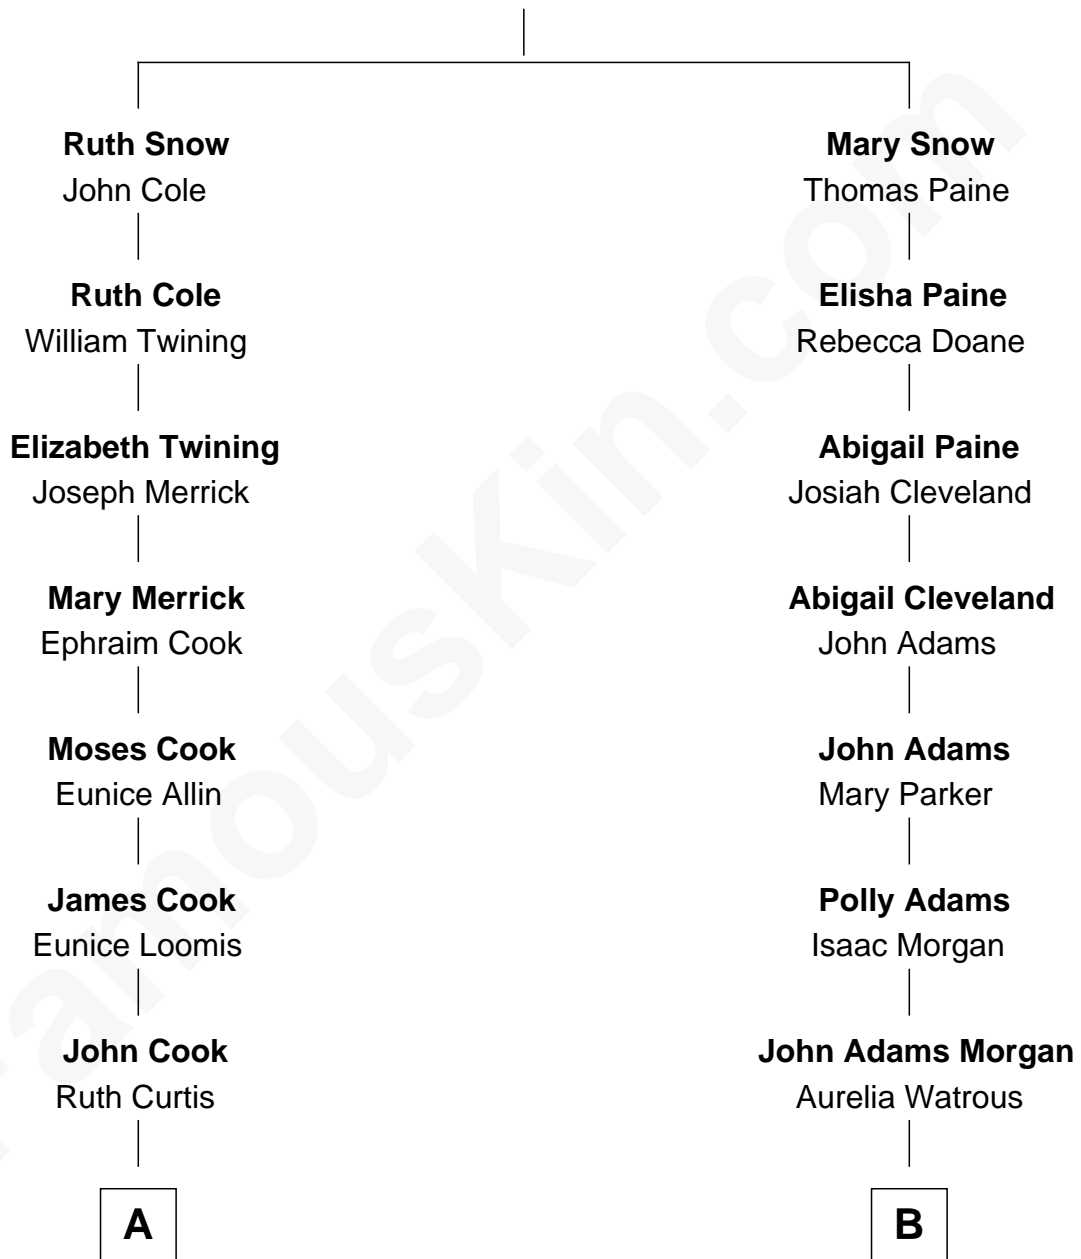 Ruth Snow
John Cole
Ruth Cole
William Twining
Elizabeth Twining
Joseph Merrick
Mary Merrick
Ephraim Cook
Moses Cook
Eunice Allin
James Cook
Eunice Loomis
John Cook
Ruth Curtis
A
Mary Snow
Thomas Paine
Elisha Paine
Rebecca Doane
Abigail Paine
Josiah Cleveland
Abigail Cleveland
John Adams
John Adams
Mary Parker
Polly Adams
Isaac Morgan
John Adams Morgan
Aurelia Watrous
B
FamousKin.com